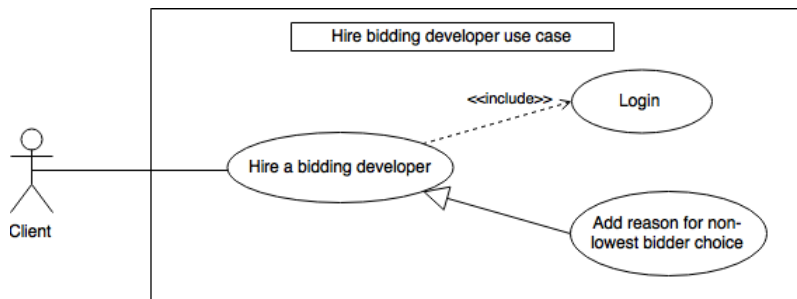 Hire bidding developer use case
<<include>>
Login
Hire a bidding developer
Client
Add reason for non-
lowest bidder choice